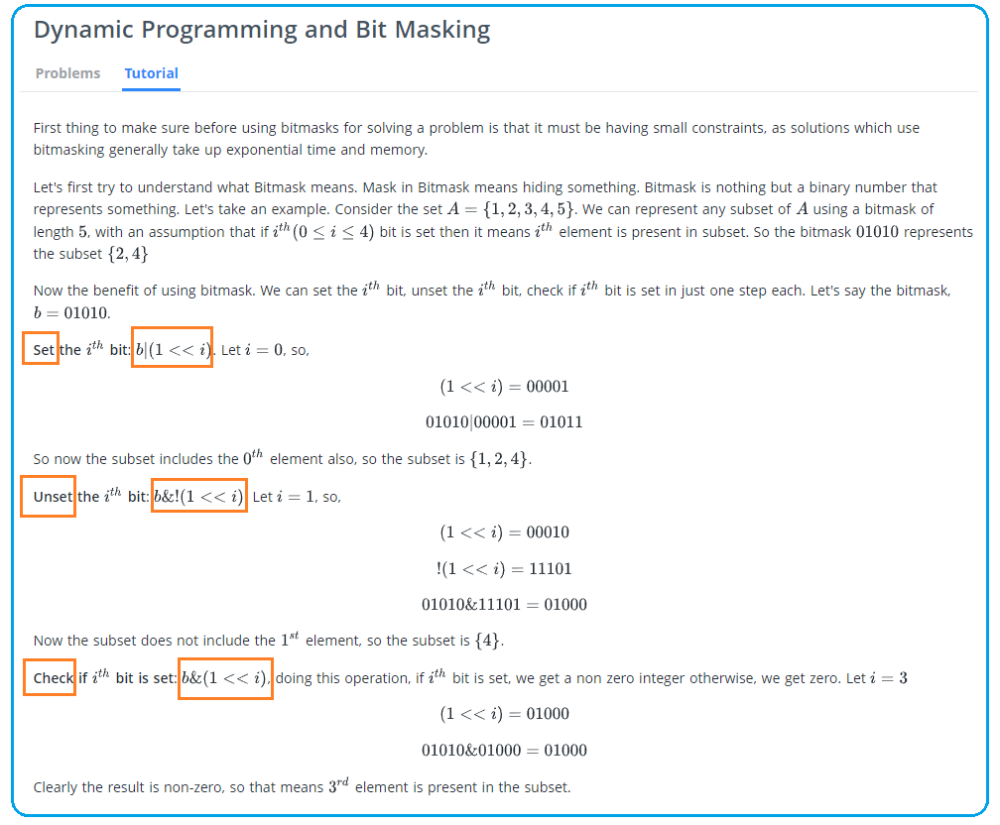 Dynamic Programming and Bit Masking
Problems Tutorial
First thing to make sure before using bitmasks for solving a problem is that it must be having small constraints, as solutions which use
bitmasking generally take up exponential time and memory.
Let's first try to understand what Bitmask means. Mask in Bitmask means hiding something. Bitmask is nothing but a binary number that
represents something. Let's take an example. Consider the set A = {1, 2, 3, 4, 5}. We can represent any subset of A using a bitmask of
length 5, with an assumption that if i^th (0 ≤ i ≤ 4) bit is set then it means i^th element is present in subset. So the bitmask 01010 represents
the subset {2, 4}
Now the benefit of using bitmask. We can set the i^th bit, unset the i^th bit, check if i^th bit is set in just one step each. Let's say the bitmask,
b = 01010.
Set the i^th bit: b|(1 << i). Let i = 0, so,
(1 << i) = 00001
01010|00001 = 01011
So now the subset includes the 0^th element also, so the subset is {1, 2, 4}.
Unset the i^th bit: b&!(1 << i) Let i = 1, so,
(1 << i) = 00010
!(1 << i) = 11101
01010&11101 = 01000
Now the subset does not include the 1^st element, so the subset is {4}.
Check if i^th bit is set: b&(1 << i), doing this operation, if i^th bit is set, we get a non zero integer otherwise, we get zero. Let i = 3
(1 << i) = 01000
01010&01000 = 01000
Clearly the result is non-zero, so that means 3^rd element is present in the subset.